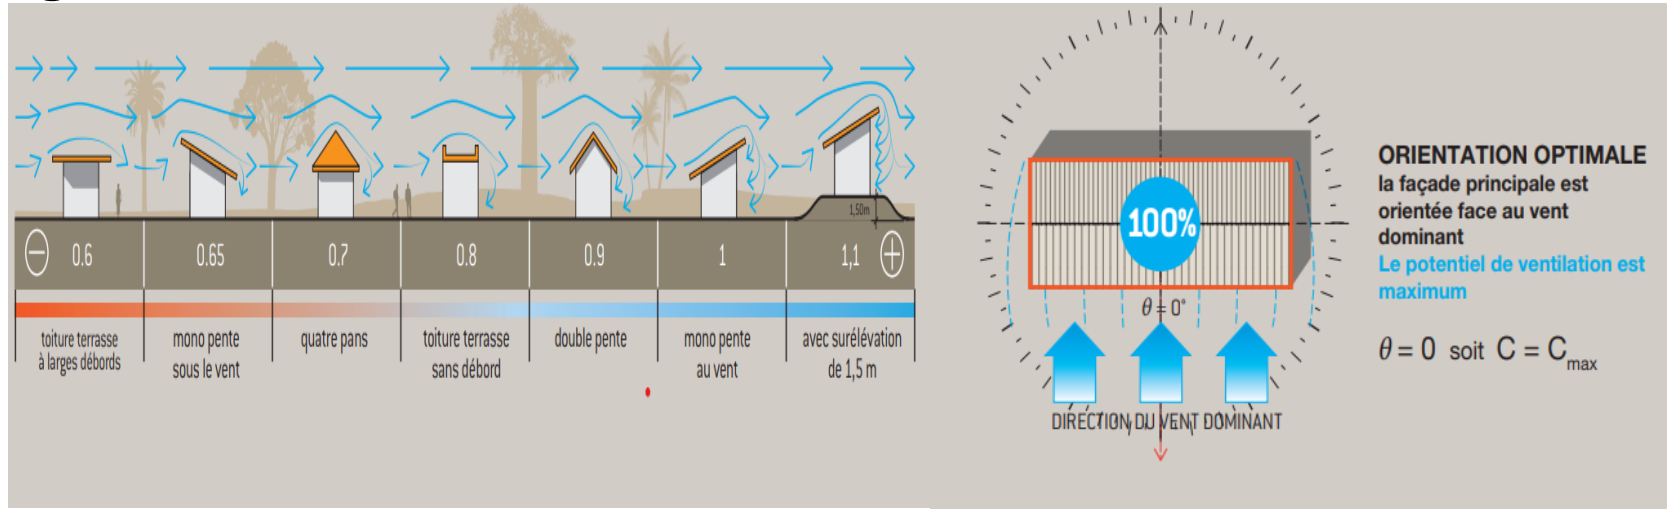 1,50m
0.6
0.65
0.7
0.8
0.9
1
1,1
toiture terrasse
à larges débords
mono pente
sous le vent
quatre pans
toiture terrasse
sans débord
double pente
mono pente
au vent
avec surélévation
de 1,5 m
100%
θ = 0°
DIRECTION DU VENT DOMINANT
ORIENTATION OPTIMALE
la façade principale est
orientée face au vent
dominant
Le potentiel de ventilation est
maximum
θ = 0 soit C = Cmax